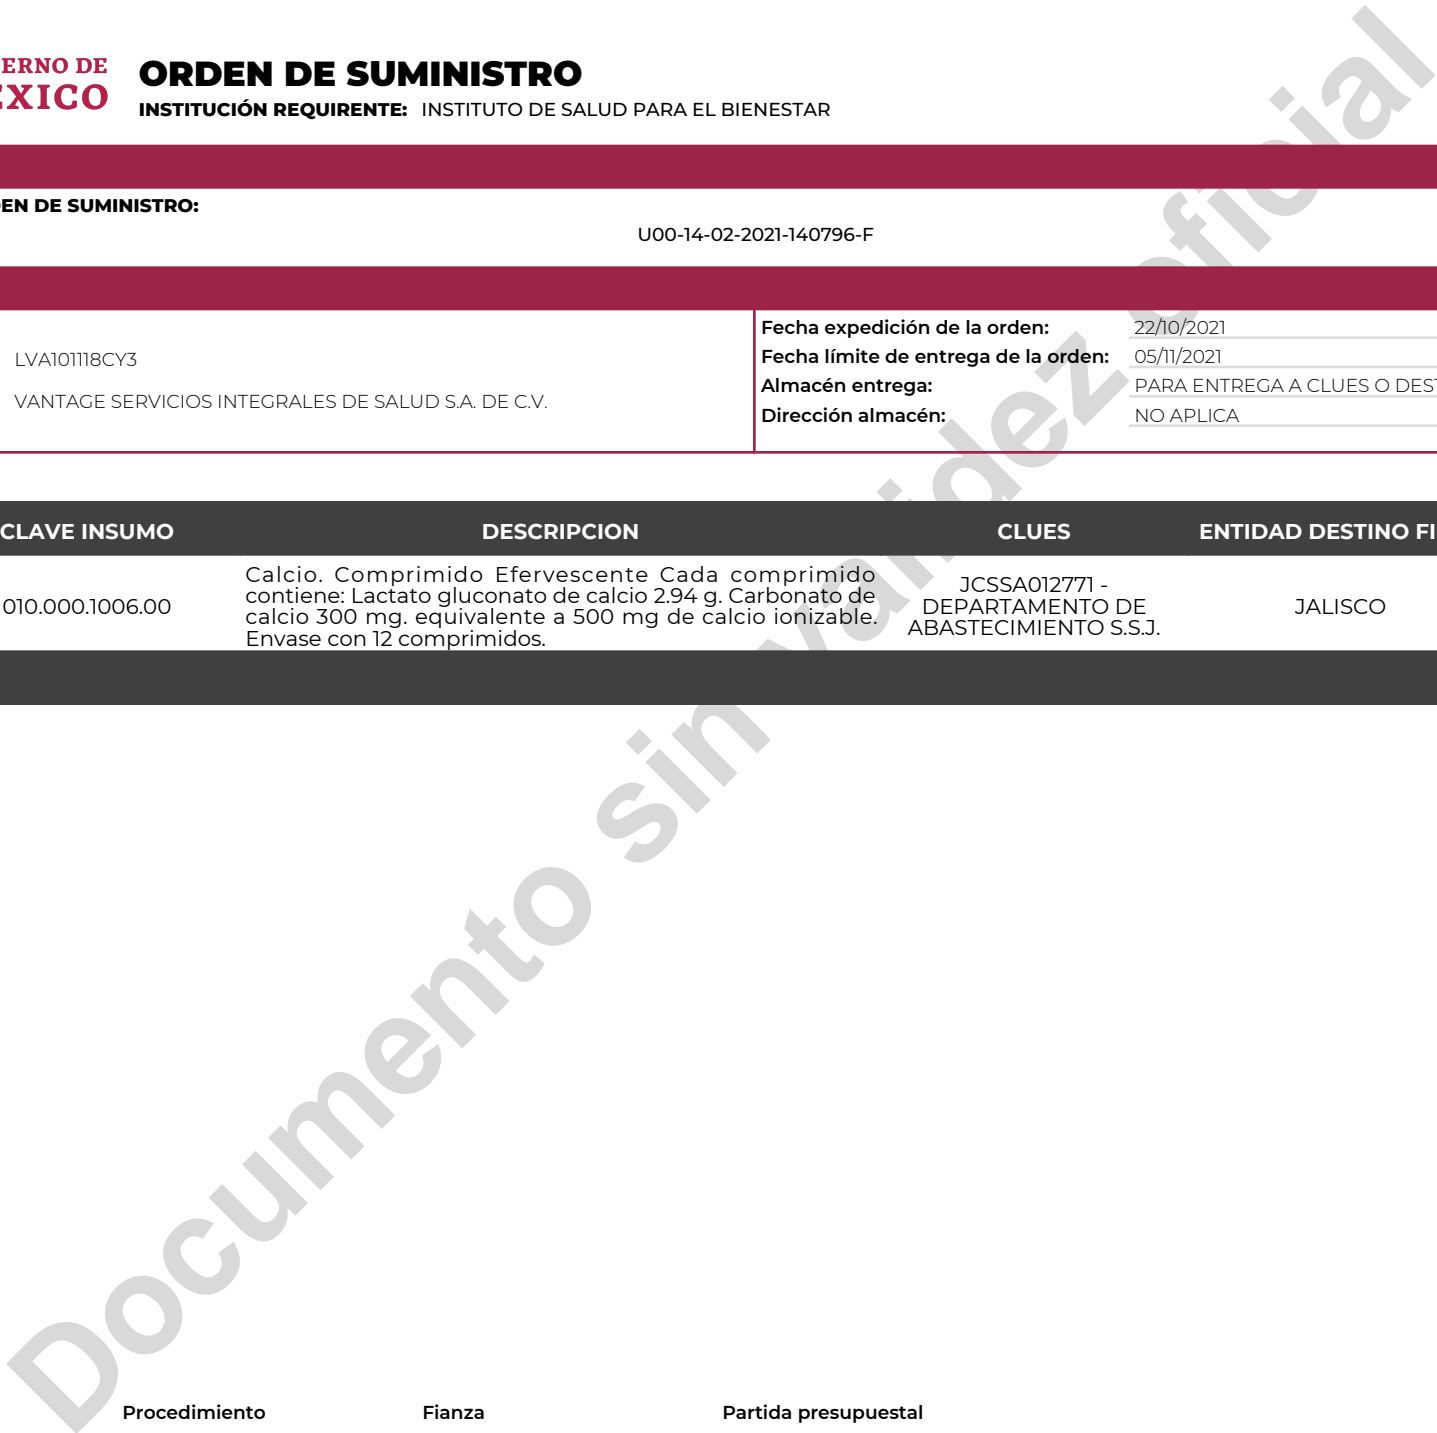 ERNO DE
ÉXICO
ORDEN DE SUMINISTRO
INSTITUCIÓN REQUIRENTE: INSTITUTO DE SALUD PARA EL BIENESTAR
EN DE SUMINISTRO:
U00-14-02-2021-140796-F
LVA101118CY3
VANTAGE SERVICIOS INTEGRALES DE SALUD S.A. DE C.V.
Fecha expedición de la orden: 22/10/2021
Fecha límite de entrega de la orden: 05/11/2021
Almacén entrega: PARA ENTREGA A CLUES O DEST
Dirección almacén: NO APLICA
CLAVE INSUMO DESCRIPCION CLUES ENTIDAD DESTINO FI
010.000.1006.00
Calcio. Comprimido Efervescente Cada comprimido
contiene: Lactato gluconato de calcio 2.94 g. Carbonato de
calcio 300 mg. equivalente a 500 mg de calcio ionizable.
Envase con 12 comprimidos.
JCSSA012771 -
DEPARTAMENTO DE
ABASTECIMIENTO S.S.J.
JALISCO
Documento sin validez oficial
Procedimiento Fianza Partida presupuestal